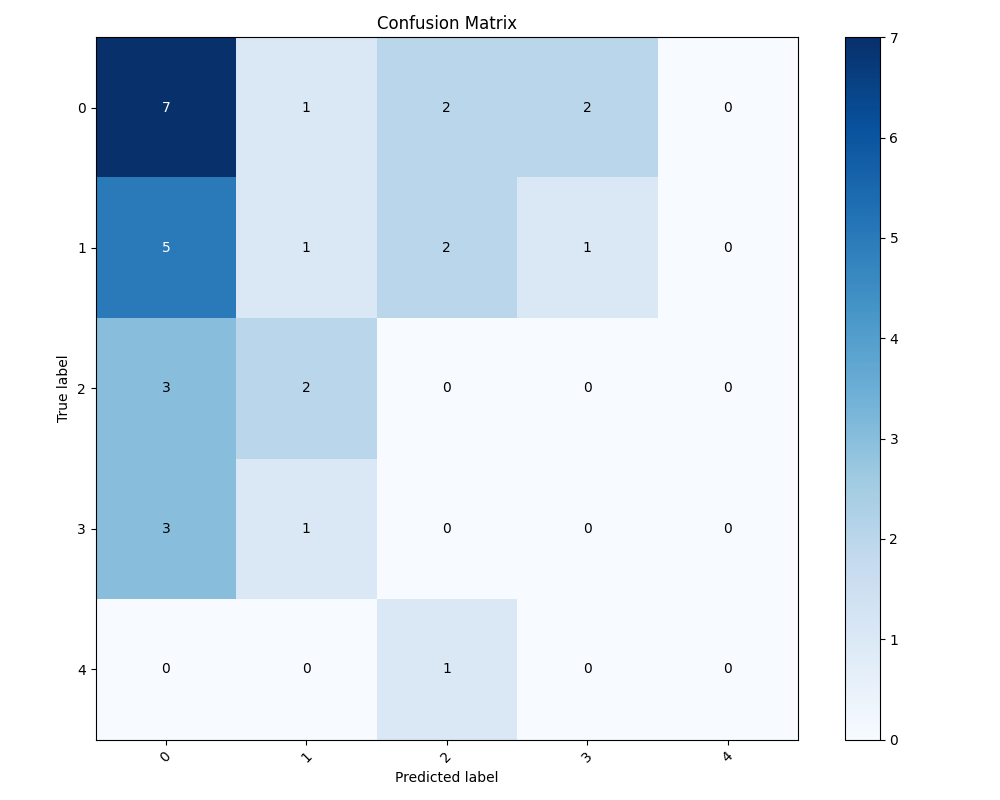 Confusion Matrix
0 7 1 2 2 0
1 5 1 2 1 0
2 3 2 0 0 0
3 3 1 0 0 0
4 0 0 1 0 0
0 1 2 3 4
True label
Predicted label
7
6
5
4
3
2
1
0